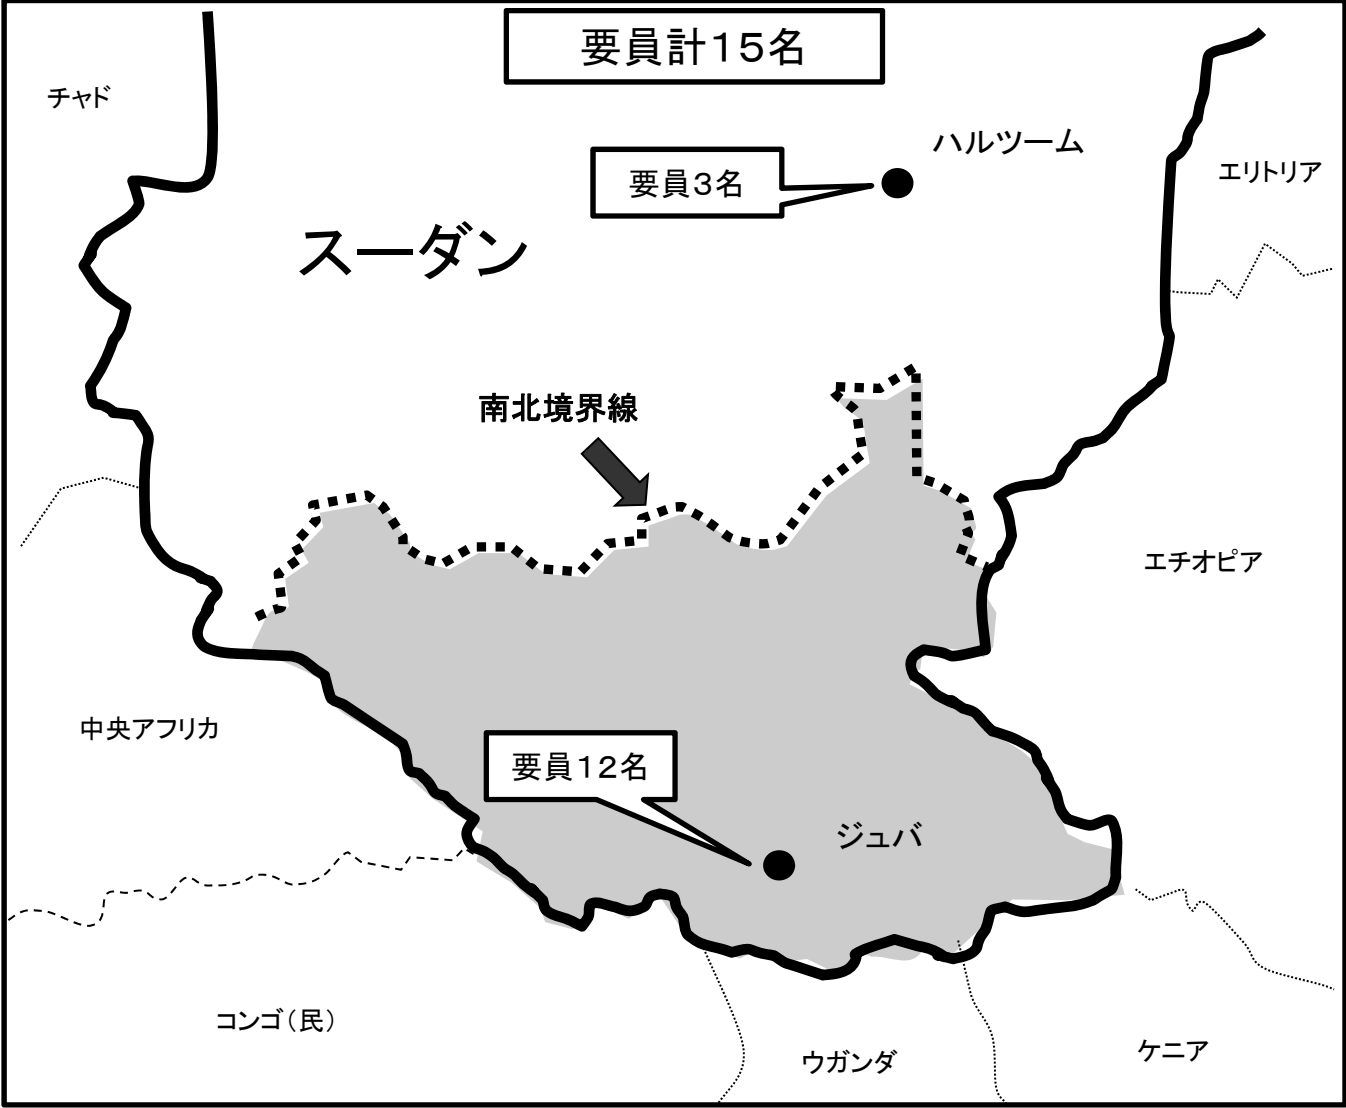 要員計15名
チャド
ハルツーム
エリトリア
要員3名
スーダン
南北境界線
エチオピア
中央アフリカ
要員12名
ジュバ
コンゴ（民）
ウガンダ
ケニア